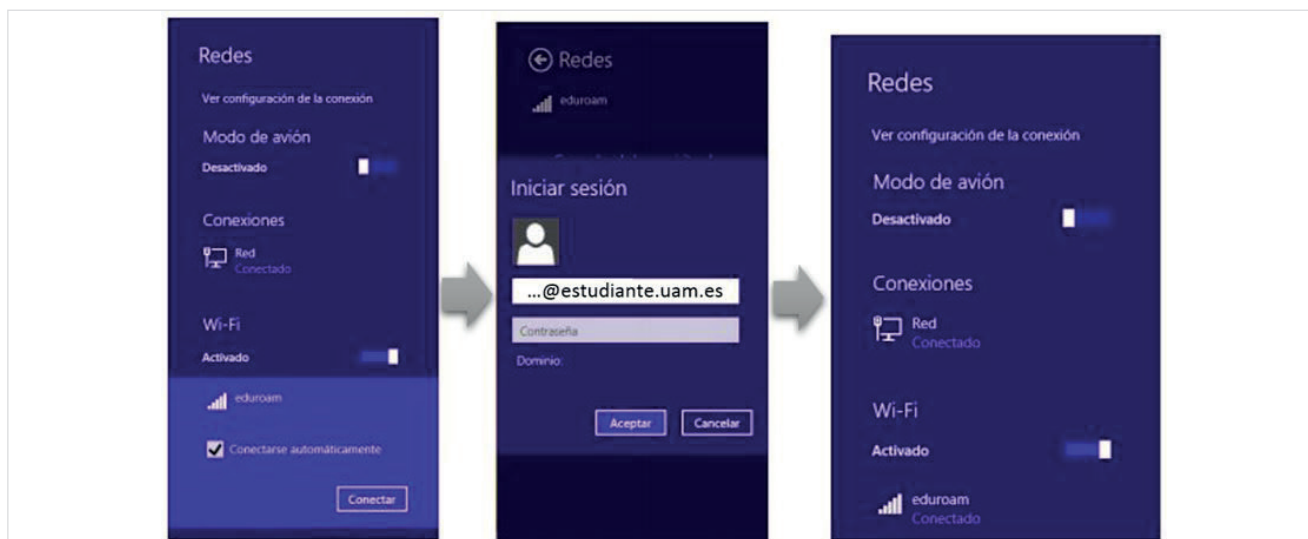 Redes
Ver configuración de la conexión
Modo de avión
Desactivado
Conexiones
Red
Conectado
Wi-Fi
Activado
eduroam
Conectarse automáticamente
Conectar
Redes
eduroam
Iniciar sesión
...@estudiante.uam.es
Contraseña
Dominio:
Aceptar
Cancelar
Redes
Ver configuración de la conexión
Modo de avión
Desactivado
Conexiones
Red
Conectado
Wi-Fi
Activado
eduroam
Conectado